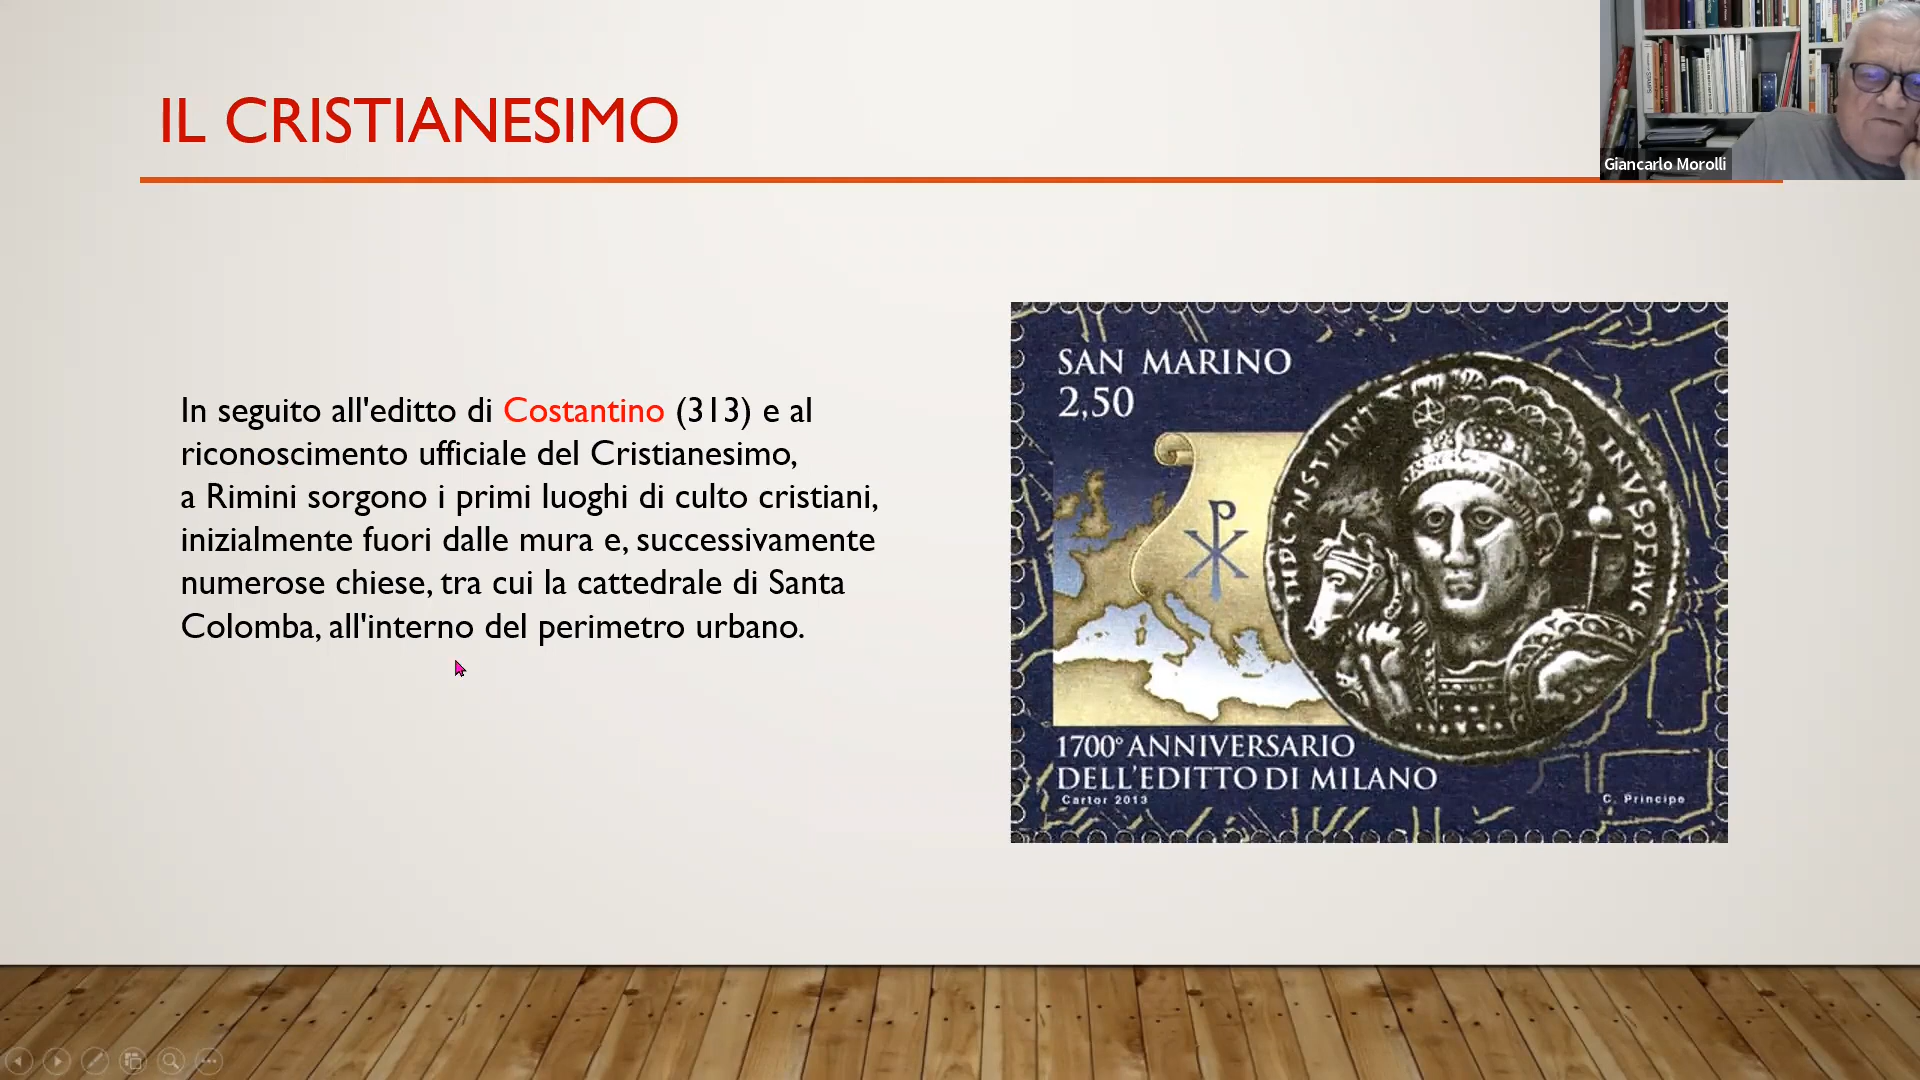 IL CRISTIANESIMO
Giancarlo Morolli
In seguito all'editto di Costantino (313) e al
riconoscimento ufficiale del Cristianesimo,
a Rimini sorgono i primi luoghi di culto cristiani,
inizialmente fuori dalle mura e, successivamente
numerose chiese, tra cui la cattedrale di Santa
Colomba, all'interno del perimetro urbano.
SAN MARINO
2,50
1700° ANNIVERSARIO
DELL'EDITTO DI MILANO
Cartor 2013
C. Principe